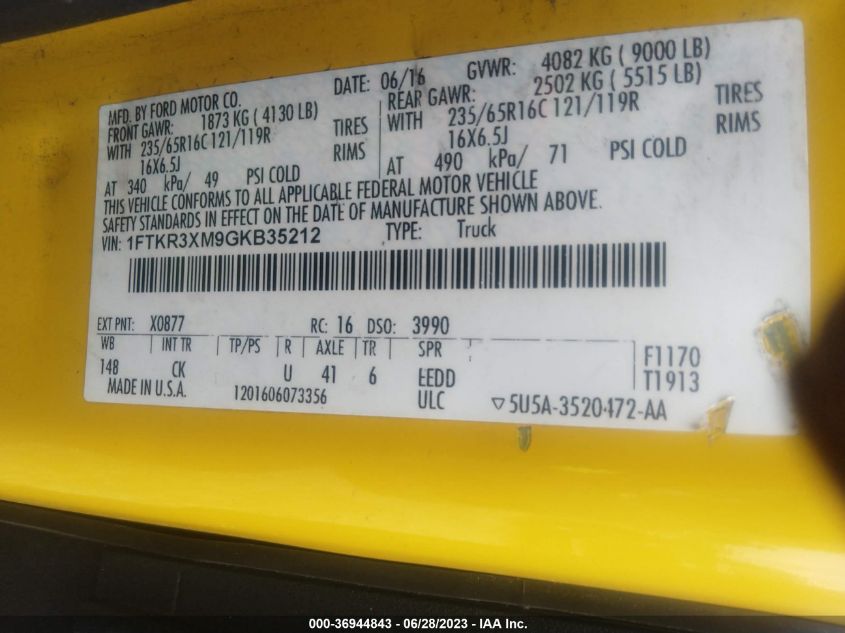 MFD. BY FORD MOTOR CO. DATE: 06/16 GVWR: 4082 KG ( 9000 LB)
FRONT GAWR: 1873 KG ( 4130 LB) REAR GAWR: 2502 KG ( 5515 LB)
WITH 235/65R16C 121/119R TIRES WITH 235/65R16C 121/119R TIRES
16X6.5J RIMS 16X6.5J RIMS
AT 340 kPa/ 49 PSI COLD AT 490 kPa/ 71 PSI COLD
THIS VEHICLE CONFORMS TO ALL APPLICABLE FEDERAL MOTOR VEHICLE
SAFETY STANDARDS IN EFFECT ON THE DATE OF MANUFACTURE SHOWN ABOVE.
VIN: 1FTKR3XM9GKB35212 TYPE: Truck
EXT PNT: X0877 RC: 16 DSO: 3990
WB INT TR TP/PS R AXLE TR SPR
148 CK U 41 6 EEDD F1170
MADE IN U.S.A. 1201606073356 ULC T1913
▽5U5A-3520472-AA
000-36944843 - 06/28/2023 - IAA Inc.